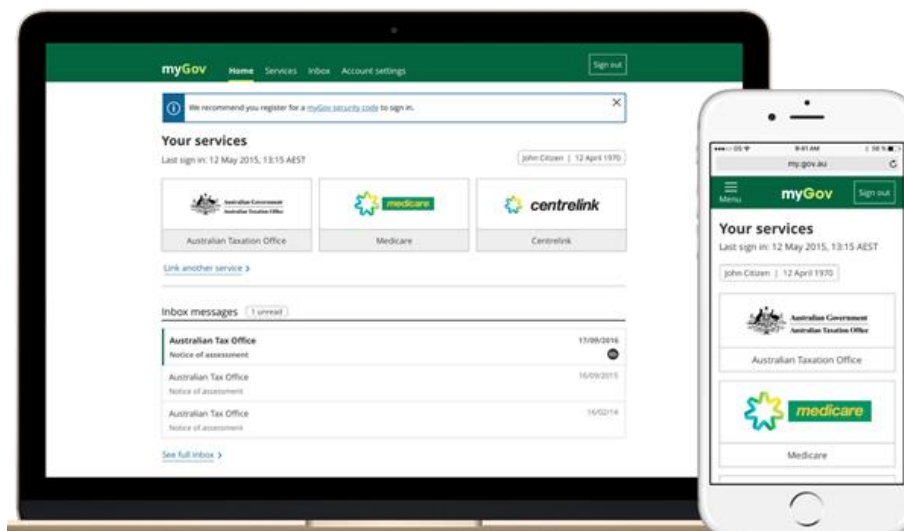 myGov Home Services Inbox Account settings Sign out
We recommend you register for a myGov security code to sign in.
Your services
Last sign in: 12 May 2015, 13:15 AEST John Citizen | 12 April 1970
Australian Government
Australian Taxation Office
medicare
centrelink
Australian Taxation Office Medicare Centrelink
Link another service >
Inbox messages 1 unread
Australian Tax Office 17/09/2016
Notice of assessment
Australian Tax Office 16/09/2015
Notice of assessment
Australian Tax Office 14/02/14
Notice of assessment
See full inbox >
9:41 AM
my.gov.au
Menu myGov Sign out
Your services
Last sign in: 12 May 2015, 13:15 AEST
John Citizen | 12 April 1970
Australian Government
Australian Taxation Office
Australian Taxation Office
medicare
Medicare